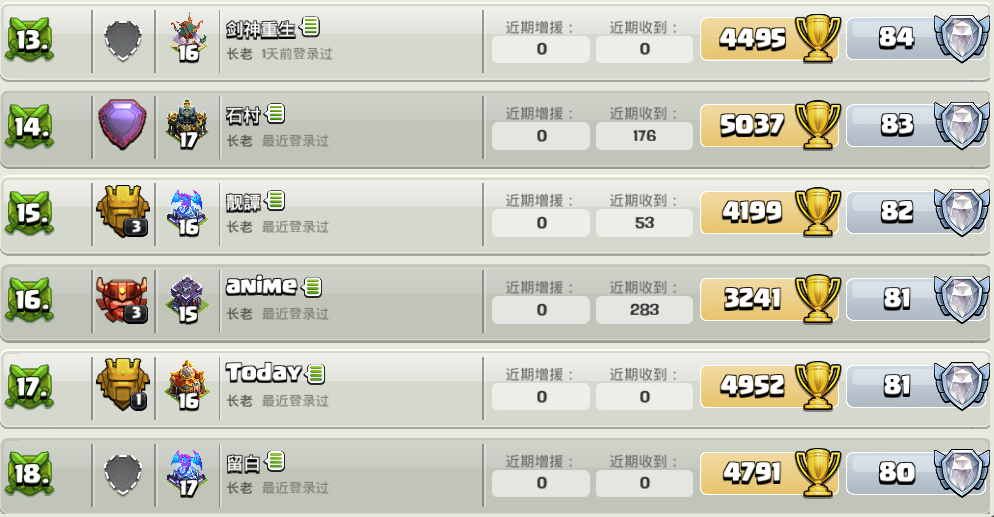 13.
16
剑神重生
长老 1天前登录过
近期增援： 近期收到：
0 0
4495 84
14.
17
石村
长老 最近登录过
近期增援： 近期收到：
0 176
5037 83
15.
3
16
靓譚
长老 最近登录过
近期增援： 近期收到：
0 53
4199 82
16.
3
15
anime
长老 最近登录过
近期增援： 近期收到：
0 283
3241 81
17.
1
16
Today
长老 最近登录过
近期增援： 近期收到：
0 0
4952 81
18.
17
留白
长老 最近登录过
近期增援： 近期收到：
0 0
4791 80